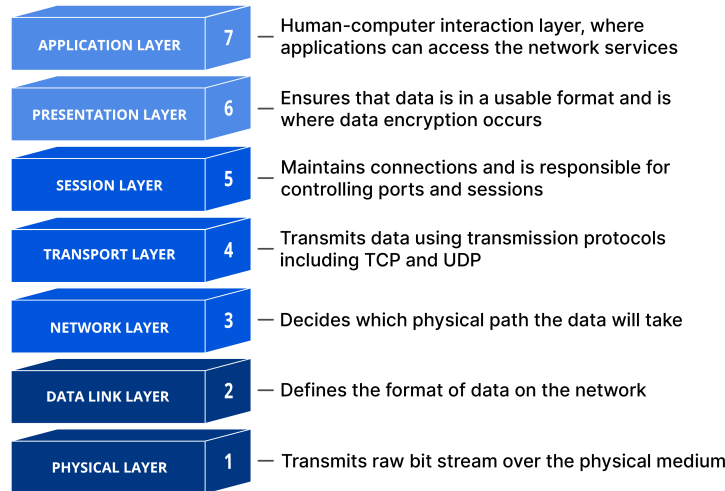 APPLICATION LAYER 7 — Human-computer interaction layer, where
applications can access the network services
PRESENTATION LAYER 6 — Ensures that data is in a usable format and is
where data encryption occurs
SESSION LAYER 5 — Maintains connections and is responsible for
controlling ports and sessions
TRANSPORT LAYER 4 — Transmits data using transmission protocols
including TCP and UDP
NETWORK LAYER 3 — Decides which physical path the data will take
DATA LINK LAYER 2 — Defines the format of data on the network
PHYSICAL LAYER 1 — Transmits raw bit stream over the physical medium